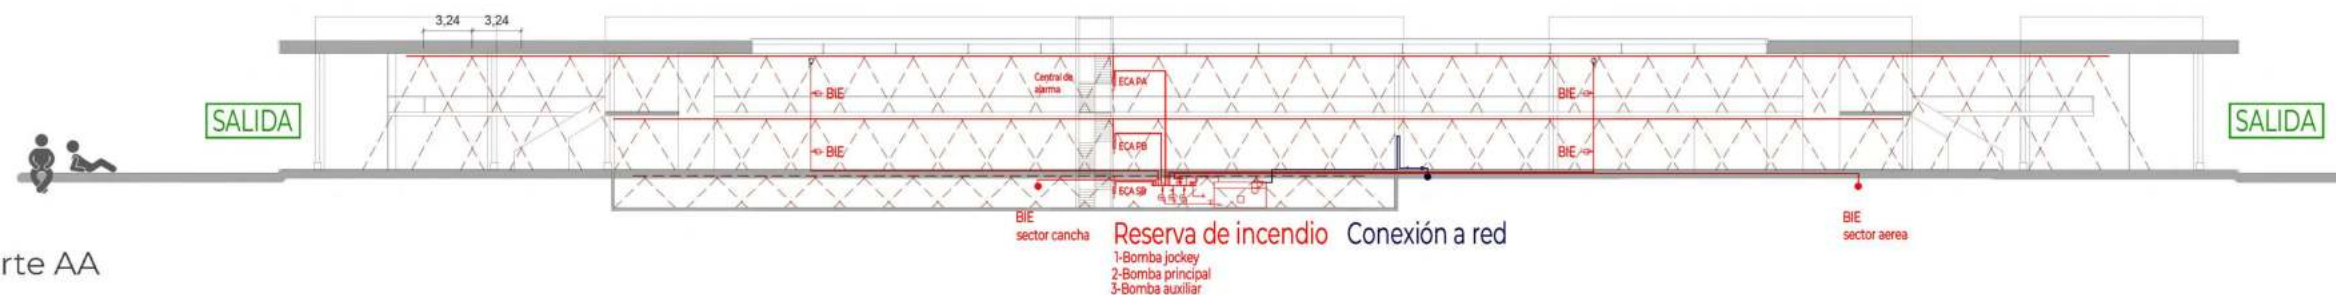 3,24 3,24
Central de
alarma
ECA PA
BIE
BIE
SALIDA
SALIDA
BIE
ECA PB
BIE
ECA SB
BIE
sector cancha
Reserva de incendio
1-Bomba jockey
2-Bomba principal
3-Bomba auxiliar
Conexión a red
BIE
sector aerea
rte AA